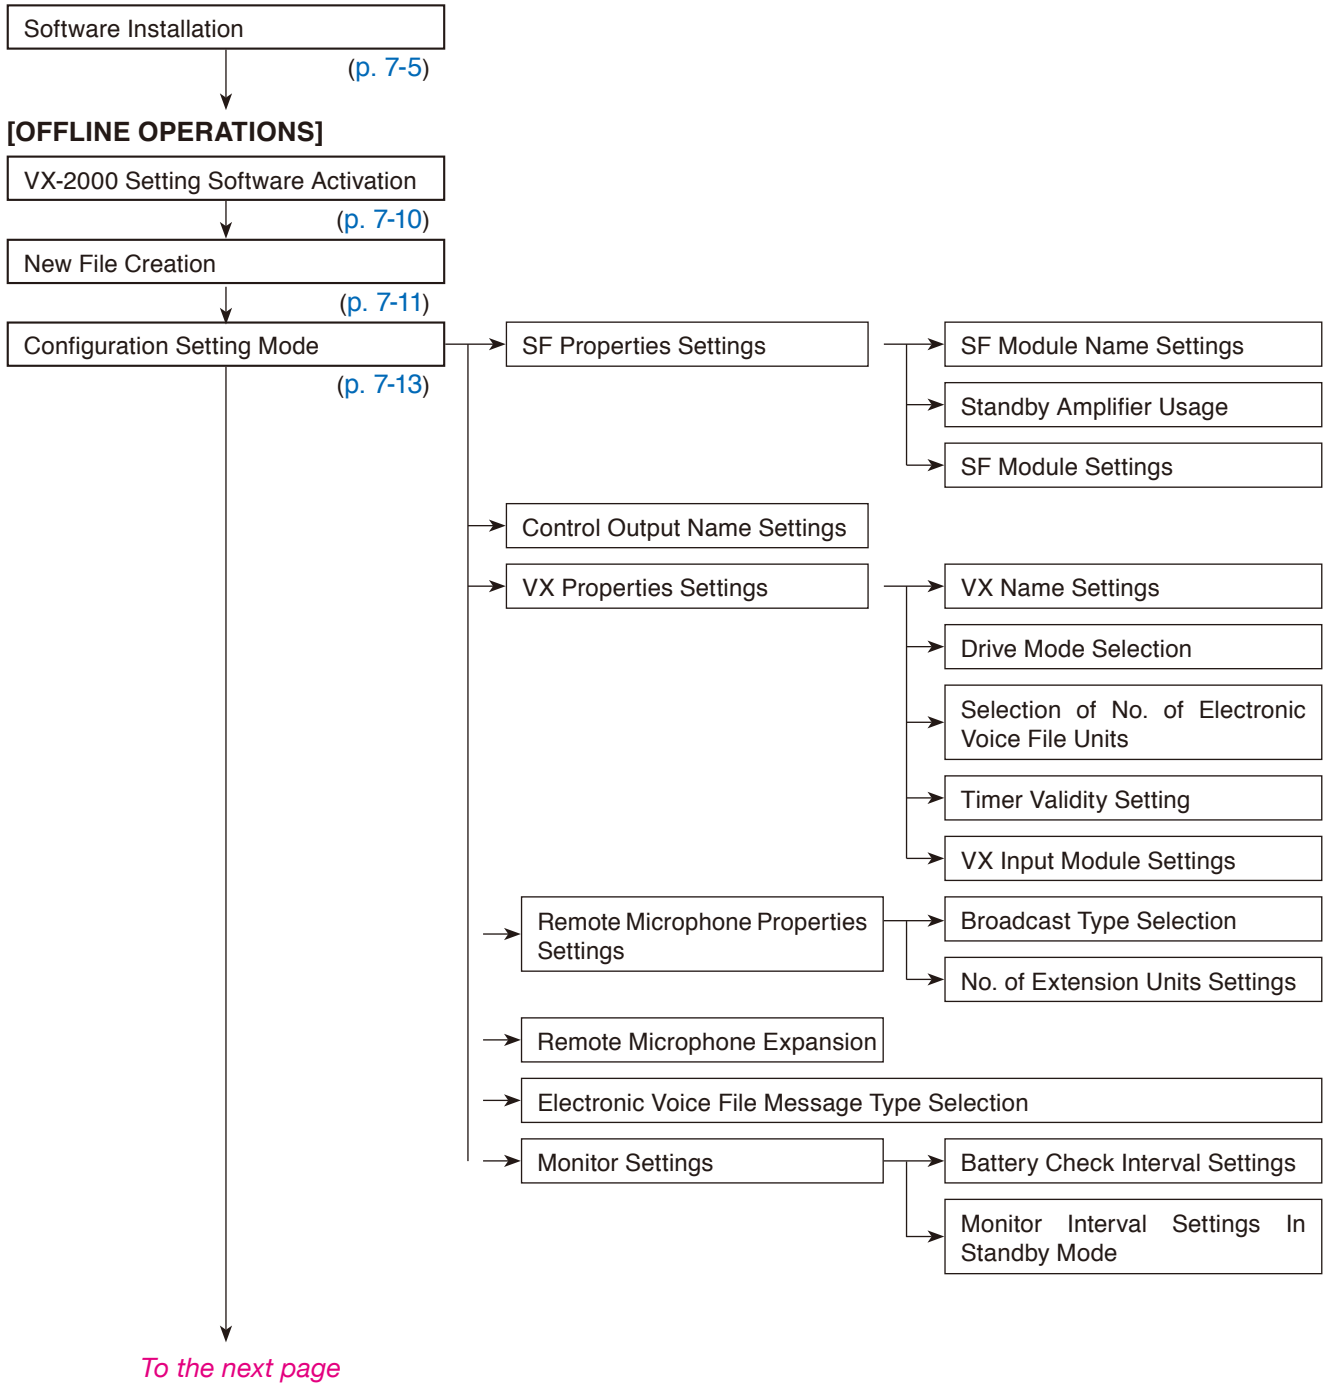 Software Installation
(p. 7-5)
[OFFLINE OPERATIONS]
VX-2000 Setting Software Activation
(p. 7-10)
New File Creation
(p. 7-11)
Configuration Setting Mode
(p. 7-13)
SF Properties Settings
SF Module Name Settings
Standby Amplifier Usage
SF Module Settings
Control Output Name Settings
VX Properties Settings
VX Name Settings
Drive Mode Selection
Selection of No. of Electronic
Voice File Units
Timer Validity Setting
VX Input Module Settings
Remote Microphone Properties
Settings
Broadcast Type Selection
No. of Extension Units Settings
Remote Microphone Expansion
Electronic Voice File Message Type Selection
Monitor Settings
Battery Check Interval Settings
Monitor Interval Settings In
Standby Mode
To the next page